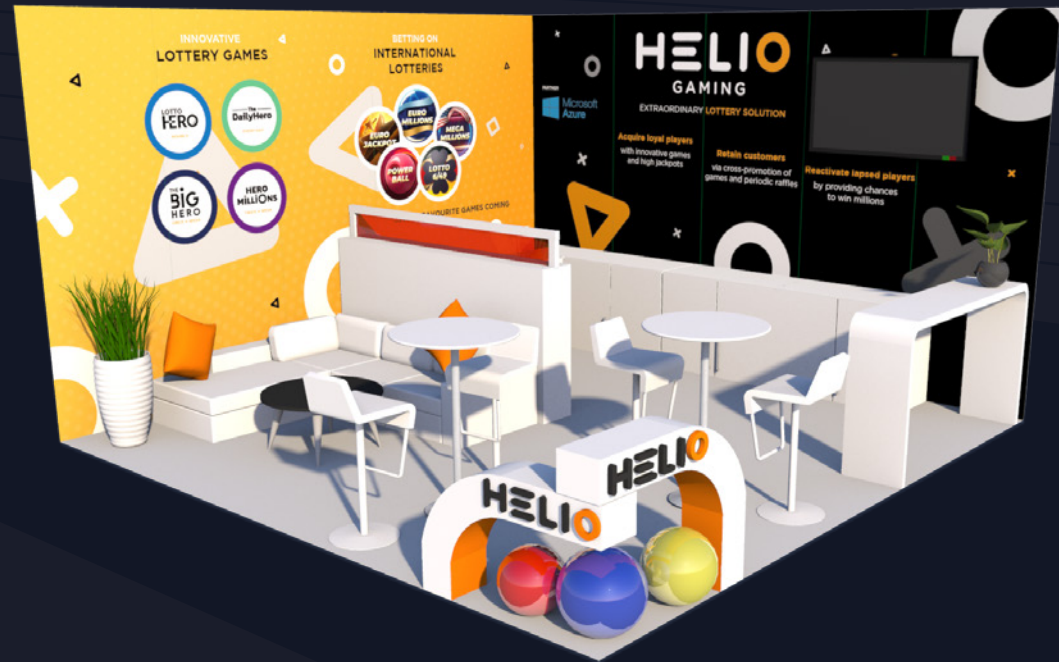 INNOVATIVE
LOTTERY GAMES
LOTTO
HERO
The
DailyHero
THE
BIG
HERO
HERO
MILLIONS
BETTING ON
INTERNATIONAL
LOTTERIES
EURO
JACKPOT
EURO
MILLIONS
MEGA
MILLIONS
POWER
BALL
LOTTO
6/49
FAVOURITE GAMES COMING
PARTNER
Microsoft
Azure
HELIO
GAMING
EXTRAORDINARY LOTTERY SOLUTION
Acquire loyal players
with innovative games
and high jackpots
Retain customers
via cross-promotion of
games and periodic raffles
Reactivate lapsed players
by providing chances
to win millions
HELIO
HELIO